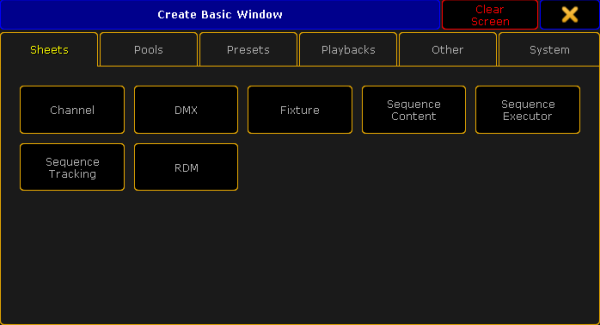 Create Basic Window
Clear
Screen
Sheets
Pools
Presets
Playbacks
Other
System
Channel
DMX
Fixture
Sequence
Content
Sequence
Executor
Sequence
Tracking
RDM